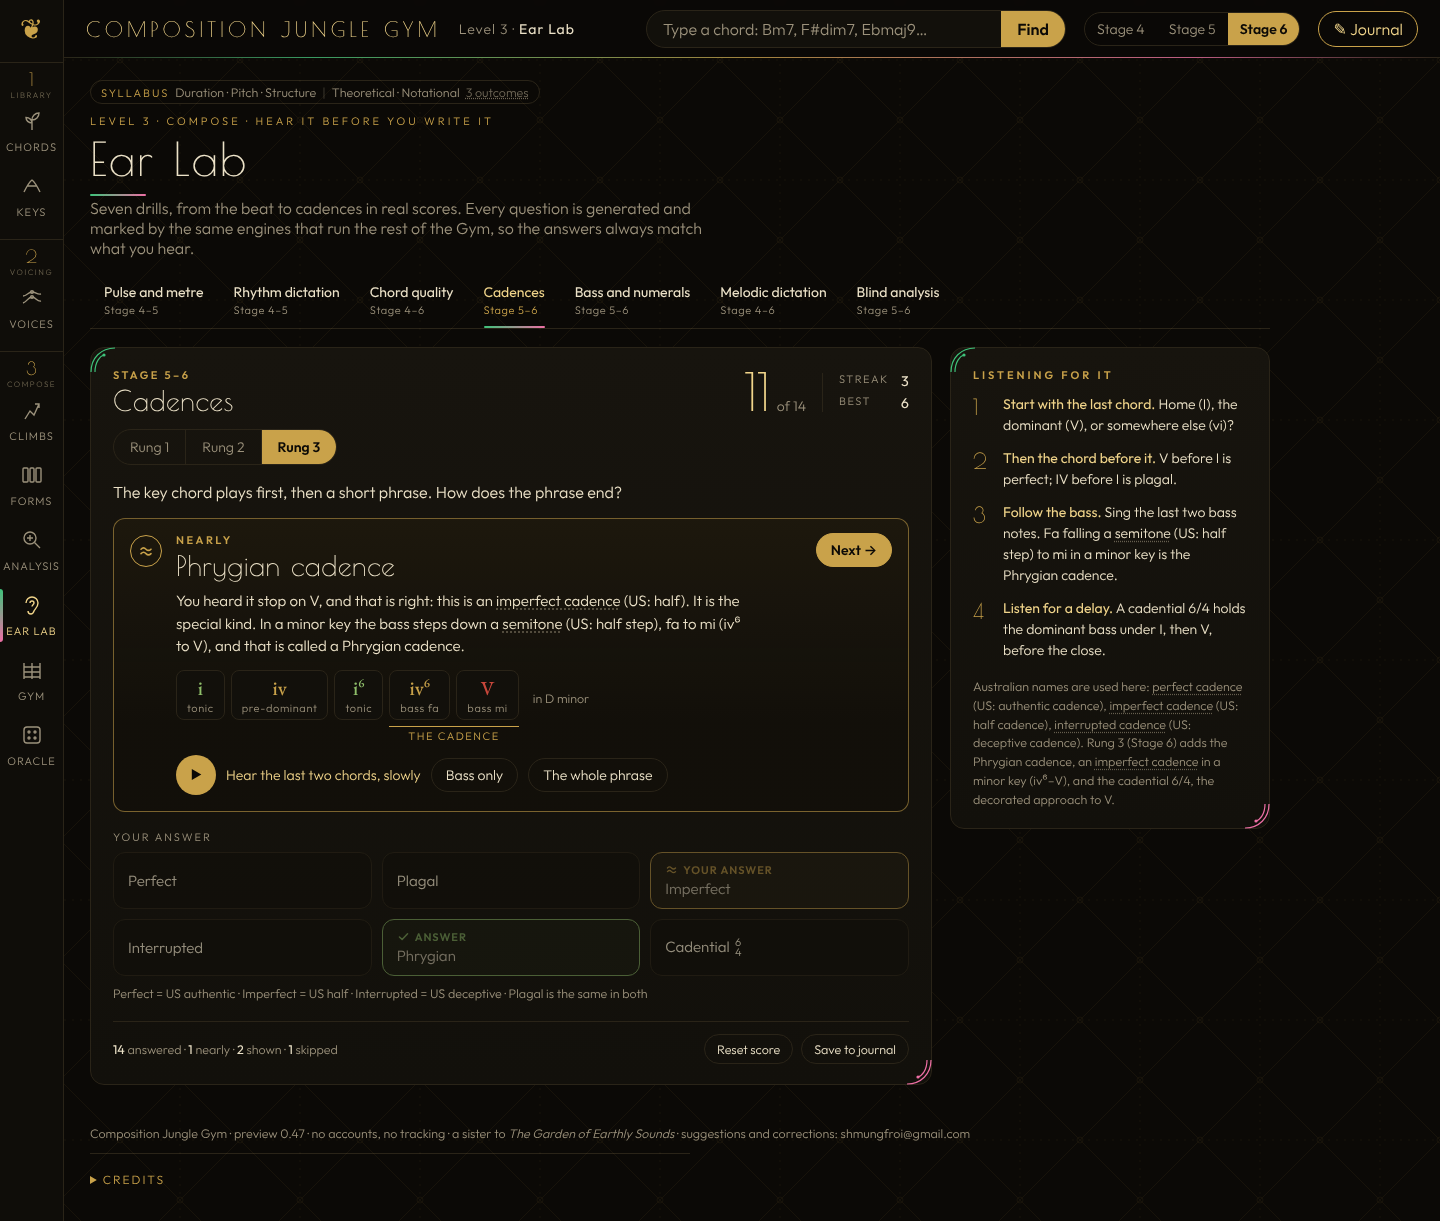 COMPOSITION JUNGLE GYM
Level 3 · Ear Lab
Type a chord: Bm7, F#dim7, Ebmaj9...
Find
Stage 4
Stage 5
Stage 6
✎ Journal
1
LIBRARY
CHORDS
KEYS
2
VOICING
VOICES
3
COMPOSE
CLIMBS
FORMS
ANALYSIS
EAR LAB
GYM
ORACLE
SYLLABUS Duration · Pitch · Structure | Theoretical · Notational 3 outcomes
LEVEL 3 · COMPOSE · HEAR IT BEFORE YOU WRITE IT
Ear Lab
Seven drills, from the beat to cadences in real scores. Every question is generated and
marked by the same engines that run the rest of the Gym, so the answers always match
what you hear.
Pulse and metre
Stage 4–5
Rhythm dictation
Stage 4–5
Chord quality
Stage 4–6
Cadences
Stage 5–6
Bass and numerals
Stage 5–6
Melodic dictation
Stage 4–6
Blind analysis
Stage 5–6
STAGE 5–6
Cadences
11 of 14
STREAK 3
BEST 6
Rung 1
Rung 2
Rung 3
The key chord plays first, then a short phrase. How does the phrase end?
NEARLY
Phrygian cadence
Next →
You heard it stop on V, and that is right: this is an imperfect cadence (US: half). It is the
special kind. In a minor key the bass steps down a semitone (US: half step), fa to mi (iv⁶
to V), and that is called a Phrygian cadence.
i
tonic
iv
pre-dominant
i⁶
tonic
iv⁶
bass fa
V
bass mi
in D minor
THE CADENCE
Hear the last two chords, slowly
Bass only
The whole phrase
YOUR ANSWER
Perfect
Plagal
≈ YOUR ANSWER
Imperfect
Interrupted
✓ ANSWER
Phrygian
Cadential 6 4
Perfect = US authentic · Imperfect = US half · Interrupted = US deceptive · Plagal is the same in both
14 answered · 1 nearly · 2 shown · 1 skipped
Reset score
Save to journal
LISTENING FOR IT
1 Start with the last chord. Home (I), the
dominant (V), or somewhere else (vi)?
2 Then the chord before it. V before I is
perfect; IV before I is plagal.
3 Follow the bass. Sing the last two bass
notes. Fa falling a semitone (US: half
step) to mi in a minor key is the
Phrygian cadence.
4 Listen for a delay. A cadential 6/4 holds
the dominant bass under I, then V,
before the close.
Australian names are used here: perfect cadence
(US: authentic cadence), imperfect cadence (US:
half cadence), interrupted cadence (US:
deceptive cadence). Rung 3 (Stage 6) adds the
Phrygian cadence, an imperfect cadence in a
minor key (iv⁶–V), and the cadential 6/4, the
decorated approach to V.
Composition Jungle Gym · preview 0.47 · no accounts, no tracking · a sister to The Garden of Earthly Sounds · suggestions and corrections: shmungfroi@gmail.com
▶ CREDITS